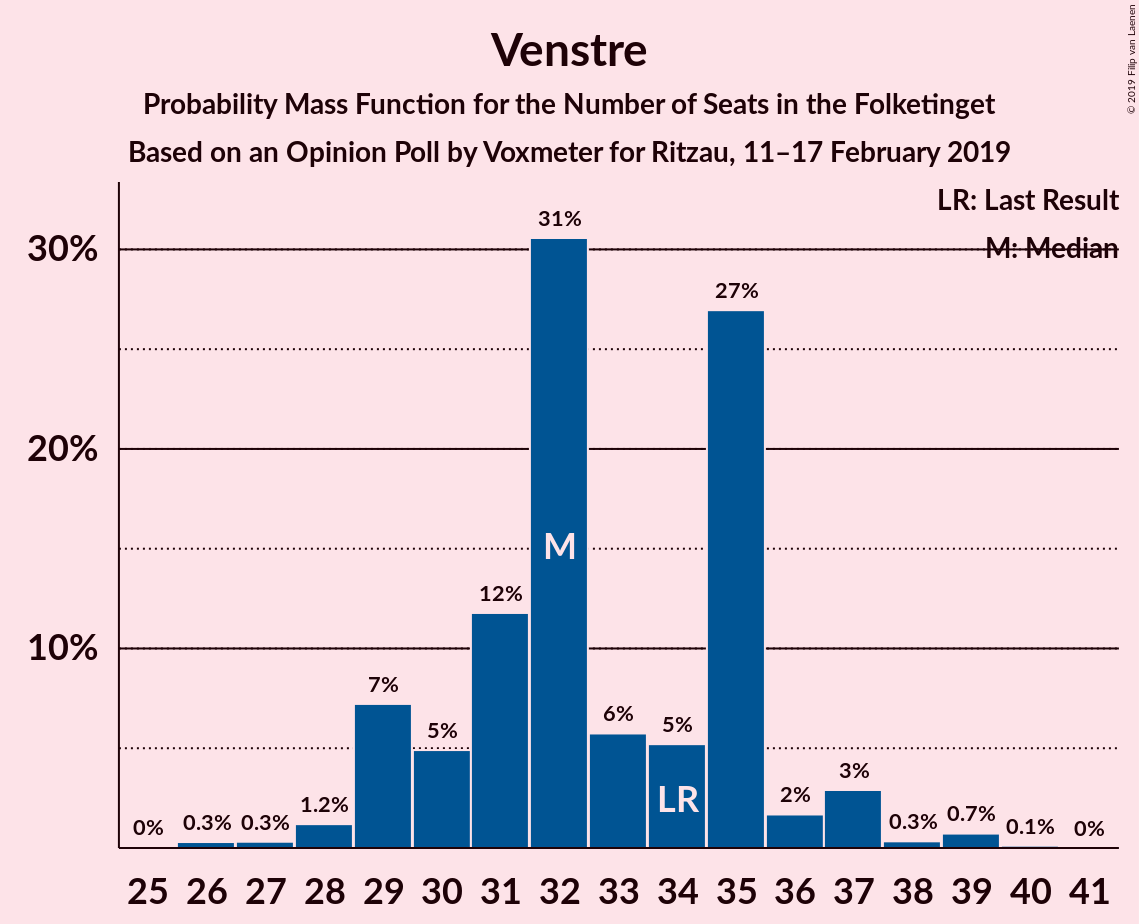 Venstre
Probability Mass Function for the Number of Seats in the Folketinget
Based on an Opinion Poll by Voxmeter for Ritzau, 11–17 February 2019
© 2019 Filip van Laenen
LR: Last Result
M: Median
30%
20%
10%
0%
0.3%
0.3%
1.2%
7%
5%
12%
31%
M
6%
5%
LR
27%
2%
3%
0.3%
0.7%
0.1%
0%
25 26 27 28 29 30 31 32 33 34 35 36 37 38 39 40 41